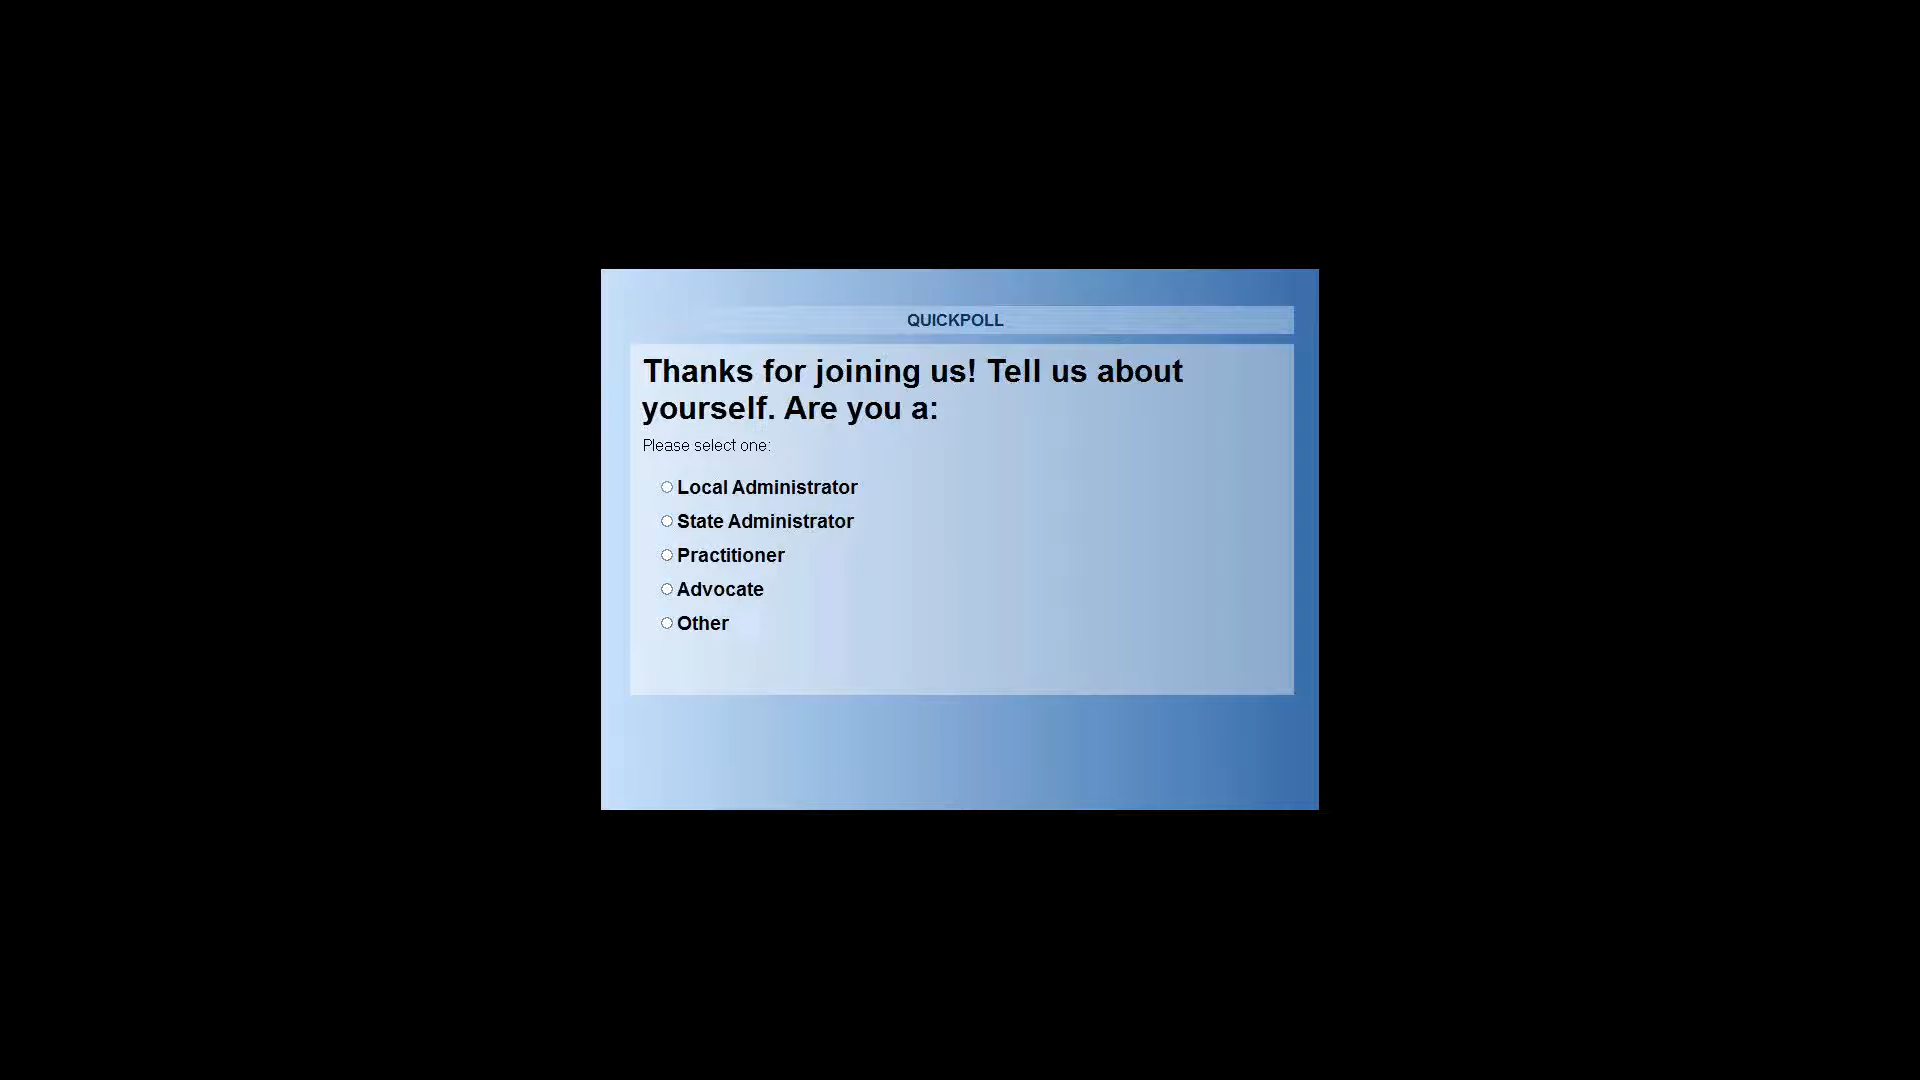 QUICKPOLL
Thanks for joining us! Tell us about
yourself. Are you a:
Please select one:
Local Administrator
State Administrator
Practitioner
Advocate
Other